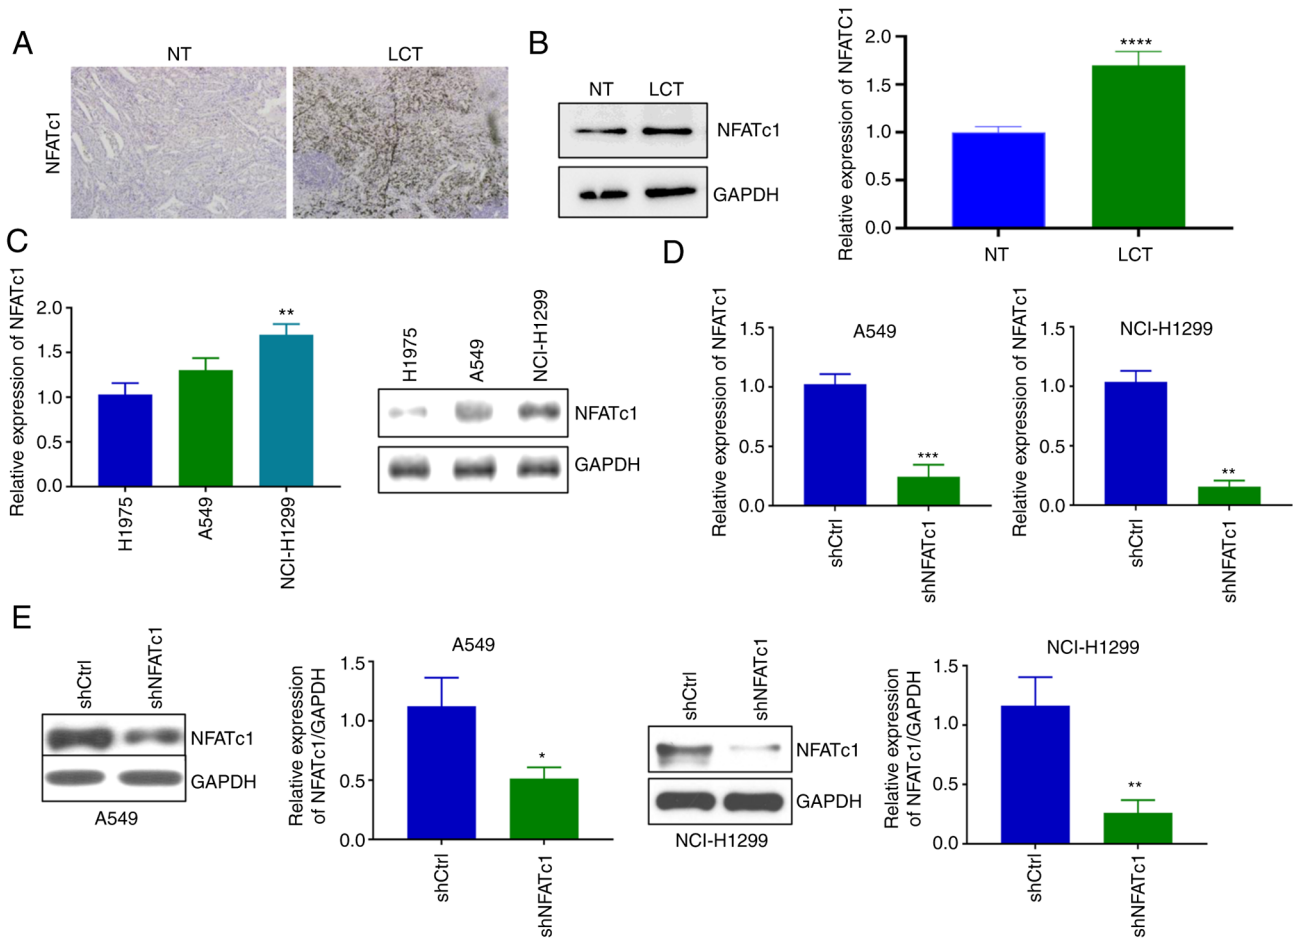 A
NT
LCT
NFATc1
B
NT
LCT
NFATc1
GAPDH
Relative expression of NFATC1
2.0
1.5
1.0
0.5
0.0
****
NT
LCT
C
Relative expression of NFATc1
2.0
1.5
1.0
0.5
0.0
**
H1975
A549
NCI-H1299
H1975
A549
NCI-H1299
NFATc1
GAPDH
D
A549
Relative expression of NFATc1
1.5
1.0
0.5
0.0
***
shCtrl
shNFATc1
NCI-H1299
Relative expression of NFATc1
1.5
1.0
0.5
0.0
**
shCtrl
shNFATc1
E
shCtrl
shNFATc1
NFATc1
GAPDH
A549
A549
Relative expression
of NFATc1/GAPDH
1.5
1.0
0.5
0.0
*
shCtrl
shNFATc1
shCtrl
shNFATc1
NFATc1
GAPDH
NCI-H1299
NCI-H1299
Relative expression
of NFATc1/GAPDH
1.5
1.0
0.5
0.0
**
shCtrl
shNFATc1